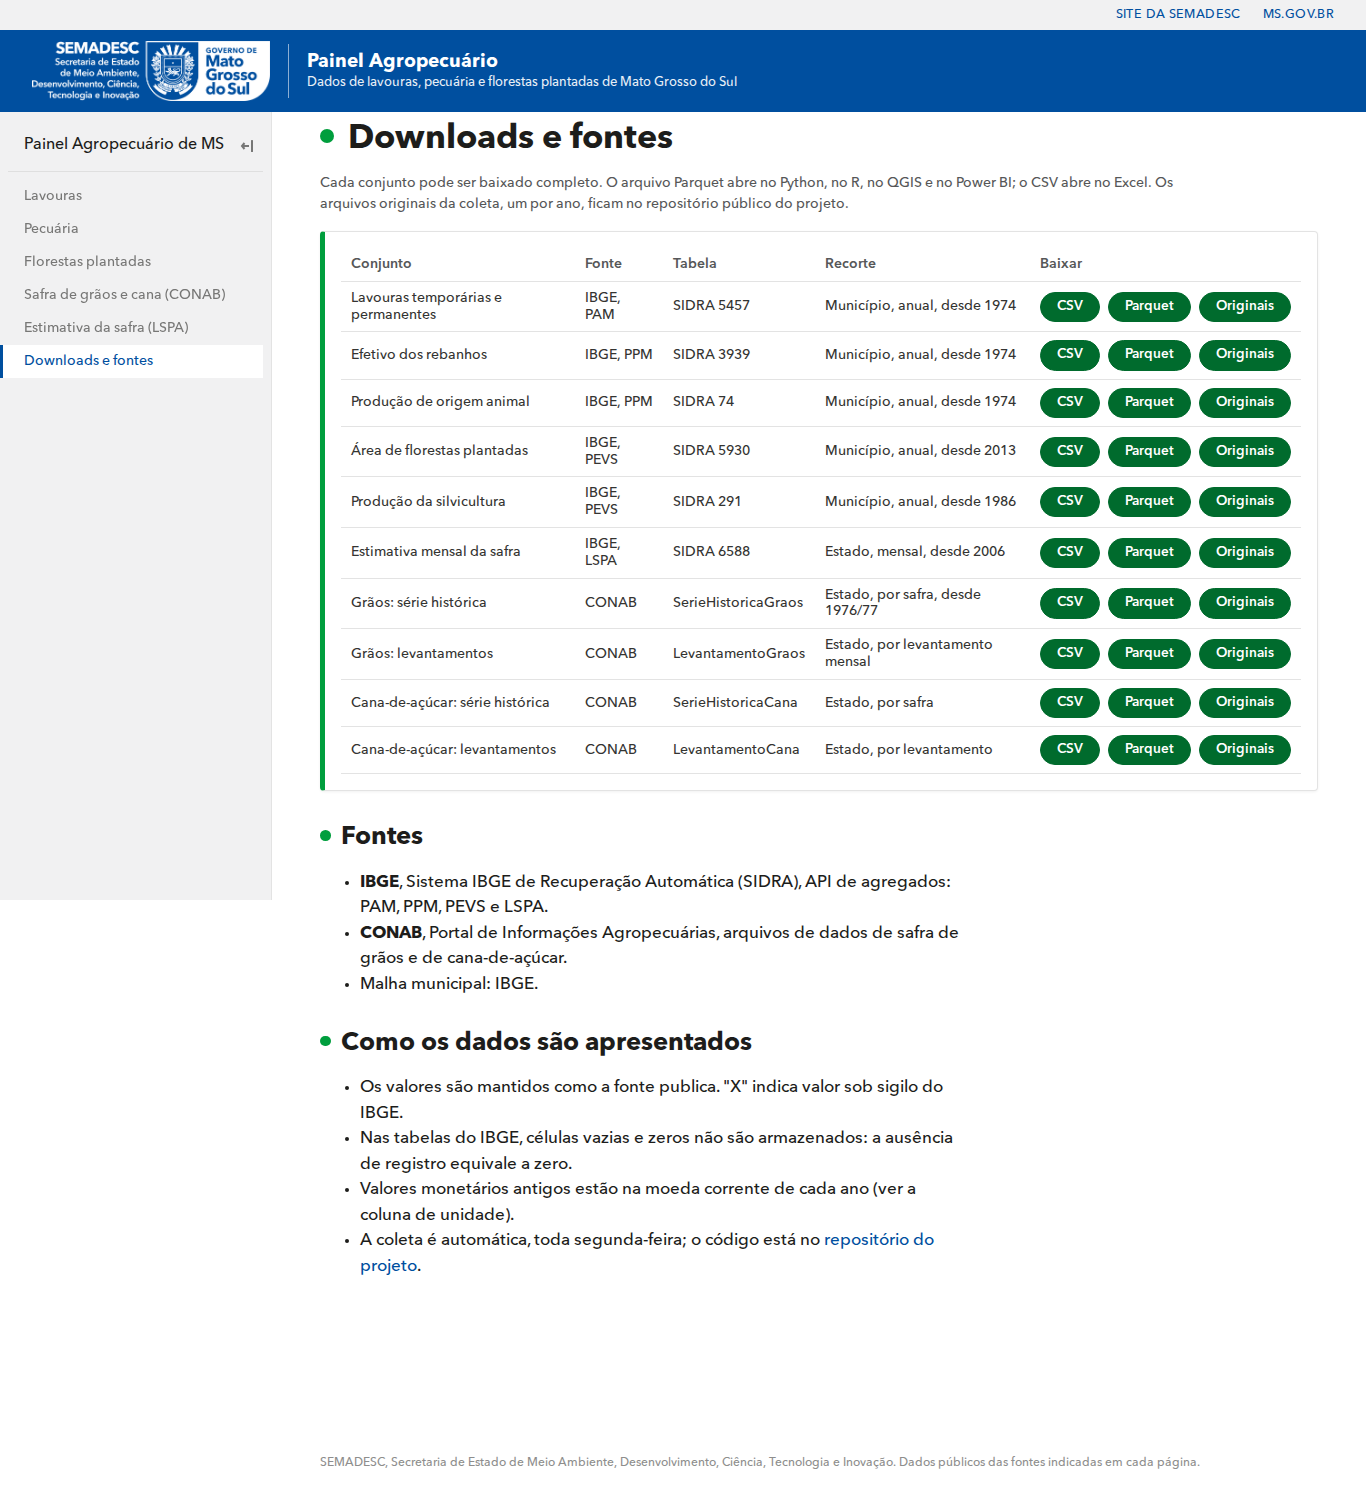 SITE DA SEMADESC MS.GOV.BR
SEMADESC
Secretaria de Estado
de Meio Ambiente,
Desenvolvimento, Ciência,
Tecnologia e Inovação
GOVERNO DE
Mato
Grosso
do Sul
Painel Agropecuário
Dados de lavouras, pecuária e florestas plantadas de Mato Grosso do Sul
Painel Agropecuário de MS
Lavouras
Pecuária
Florestas plantadas
Safra de grãos e cana (CONAB)
Estimativa da safra (LSPA)
Downloads e fontes
Downloads e fontes
Cada conjunto pode ser baixado completo. O arquivo Parquet abre no Python, no R, no QGIS e no Power BI; o CSV abre no Excel. Os
arquivos originais da coleta, um por ano, ficam no repositório público do projeto.
Conjunto Fonte Tabela Recorte Baixar
Lavouras temporárias e
permanentes
IBGE,
PAM
SIDRA 5457 Município, anual, desde 1974 CSV Parquet Originais
Efetivo dos rebanhos IBGE, PPM SIDRA 3939 Município, anual, desde 1974 CSV Parquet Originais
Produção de origem animal IBGE, PPM SIDRA 74 Município, anual, desde 1974 CSV Parquet Originais
Área de florestas plantadas
IBGE,
PEVS
SIDRA 5930 Município, anual, desde 2013 CSV Parquet Originais
Produção da silvicultura
IBGE,
PEVS
SIDRA 291 Município, anual, desde 1986 CSV Parquet Originais
Estimativa mensal da safra
IBGE,
LSPA
SIDRA 6588 Estado, mensal, desde 2006 CSV Parquet Originais
Grãos: série histórica CONAB SerieHistoricaGraos
Estado, por safra, desde
1976/77
CSV Parquet Originais
Grãos: levantamentos CONAB LevantamentoGraos
Estado, por levantamento
mensal
CSV Parquet Originais
Cana-de-açúcar: série histórica CONAB SerieHistoricaCana Estado, por safra CSV Parquet Originais
Cana-de-açúcar: levantamentos CONAB LevantamentoCana Estado, por levantamento CSV Parquet Originais
Fontes
• IBGE, Sistema IBGE de Recuperação Automática (SIDRA), API de agregados:
PAM, PPM, PEVS e LSPA.
• CONAB, Portal de Informações Agropecuárias, arquivos de dados de safra de
grãos e de cana-de-açúcar.
• Malha municipal: IBGE.
Como os dados são apresentados
• Os valores são mantidos como a fonte publica. "X" indica valor sob sigilo do
IBGE.
• Nas tabelas do IBGE, células vazias e zeros não são armazenados: a ausência
de registro equivale a zero.
• Valores monetários antigos estão na moeda corrente de cada ano (ver a
coluna de unidade).
• A coleta é automática, toda segunda-feira; o código está no repositório do
projeto.
SEMADESC, Secretaria de Estado de Meio Ambiente, Desenvolvimento, Ciência, Tecnologia e Inovação. Dados públicos das fontes indicadas em cada página.